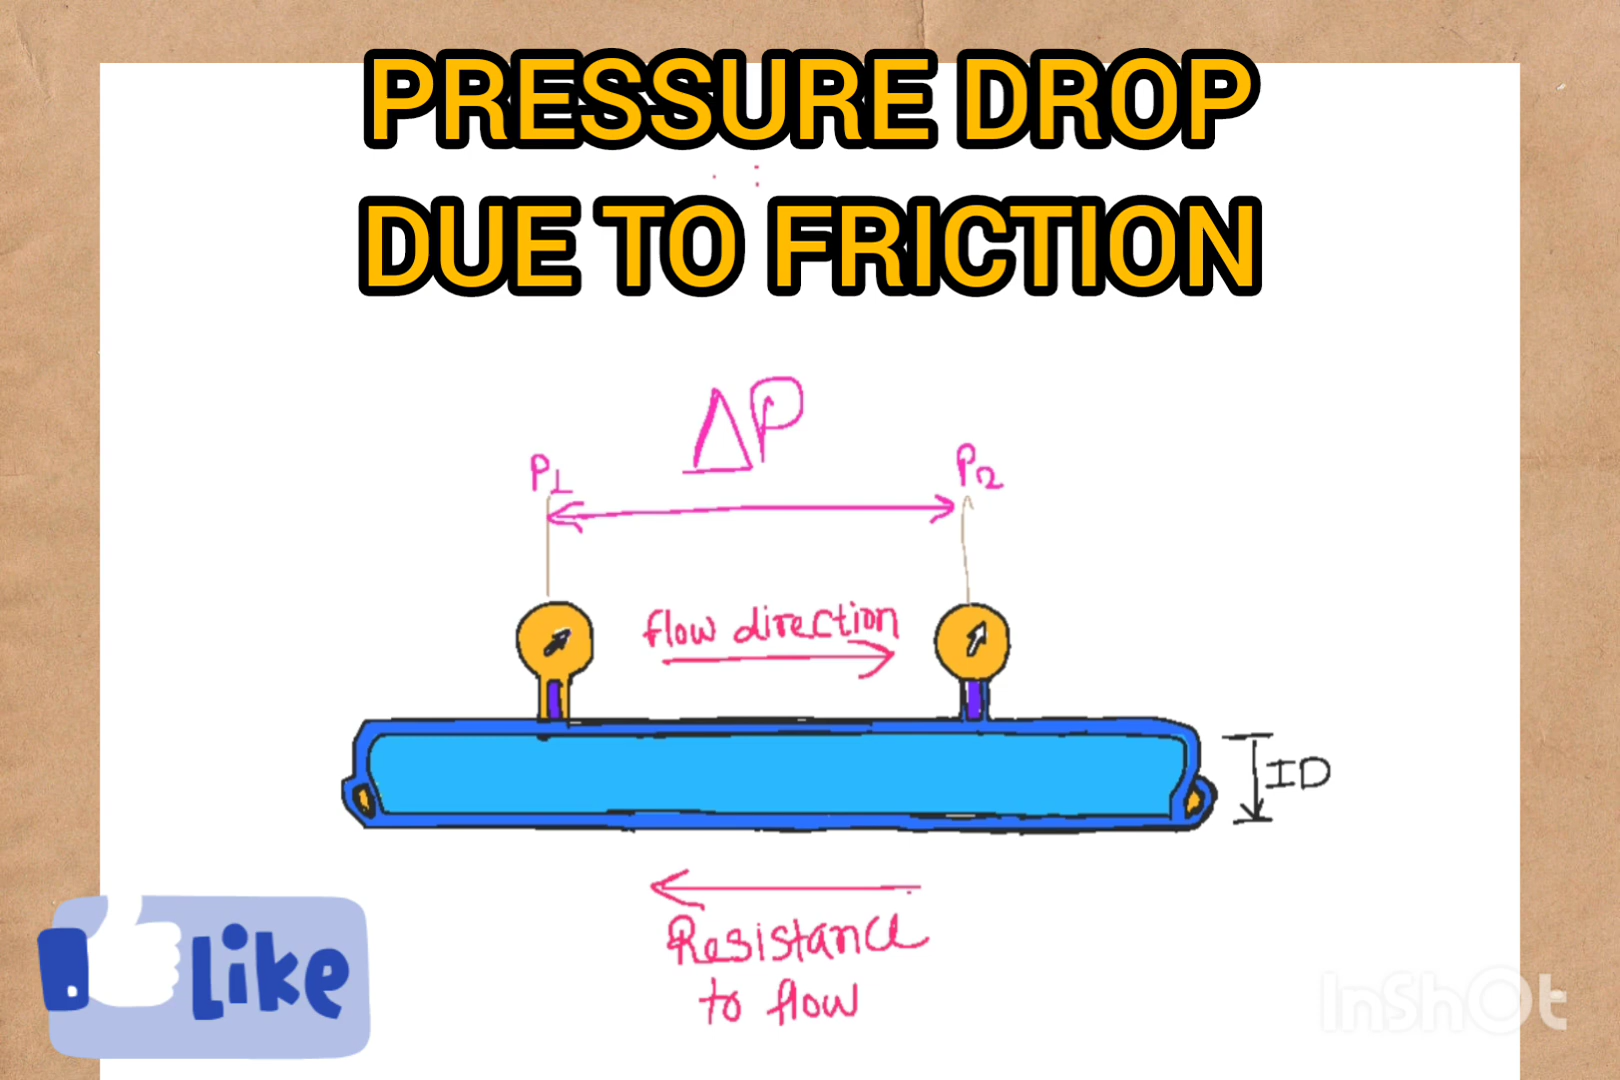 PRESSURE DROP
DUE TO FRICTION
ΔP
P1
P2
flow direction
ID
Resistance
to flow
Like
InShOt